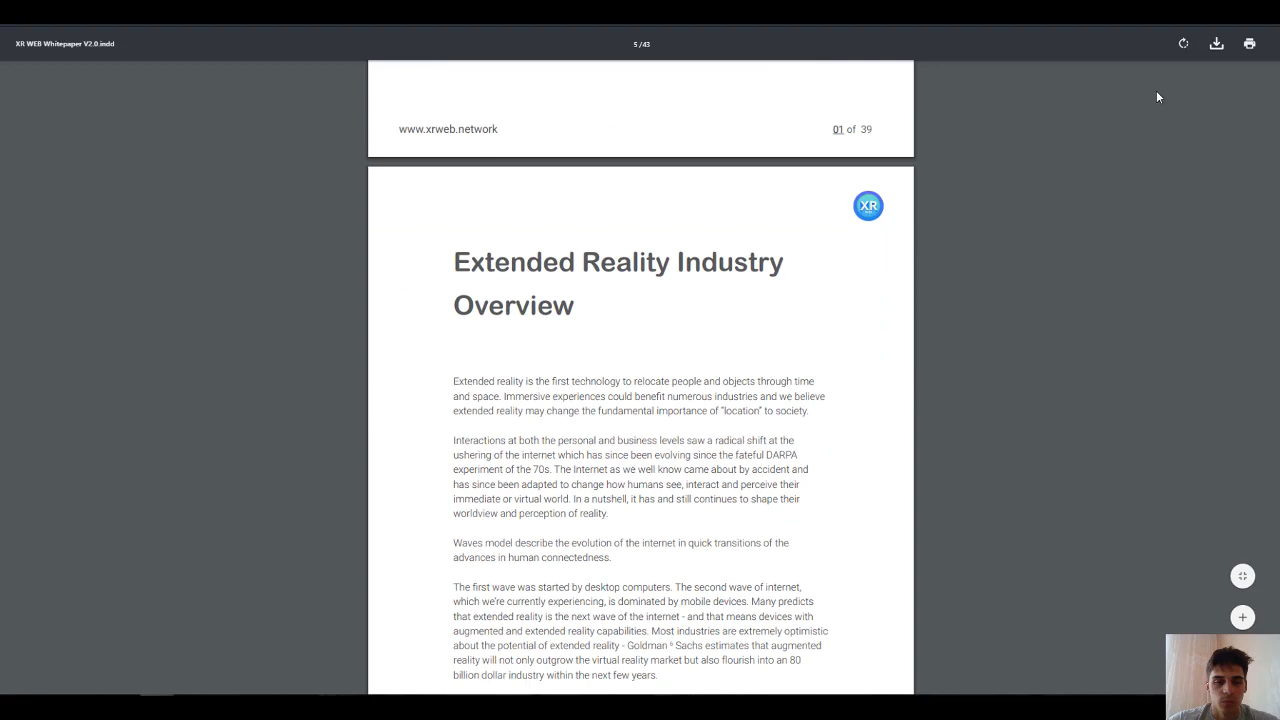 XR WEB Whitepaper V2.0.indd
5 / 43
www.xrweb.network
01 of 39
XR
Extended Reality Industry
Overview
Extended reality is the first technology to relocate people and objects through time
and space. Immersive experiences could benefit numerous industries and we believe
extended reality may change the fundamental importance of "location" to society.
Interactions at both the personal and business levels saw a radical shift at the
ushering of the internet which has since been evolving since the fateful DARPA
experiment of the 70s. The Internet as we well know came about by accident and
has since been adapted to change how humans see, interact and perceive their
immediate or virtual world. In a nutshell, it has and still continues to shape their
worldview and perception of reality.
Waves model describe the evolution of the internet in quick transitions of the
advances in human connectedness.
The first wave was started by desktop computers. The second wave of internet,
which we're currently experiencing, is dominated by mobile devices. Many predicts
that extended reality is the next wave of the internet - and that means devices with
augmented and extended reality capabilities. Most industries are extremely optimistic
about the potential of extended reality - Goldman Sachs estimates that augmented
reality will not only outgrow the virtual reality market but also flourish into an 80
billion dollar industry within the next few years.